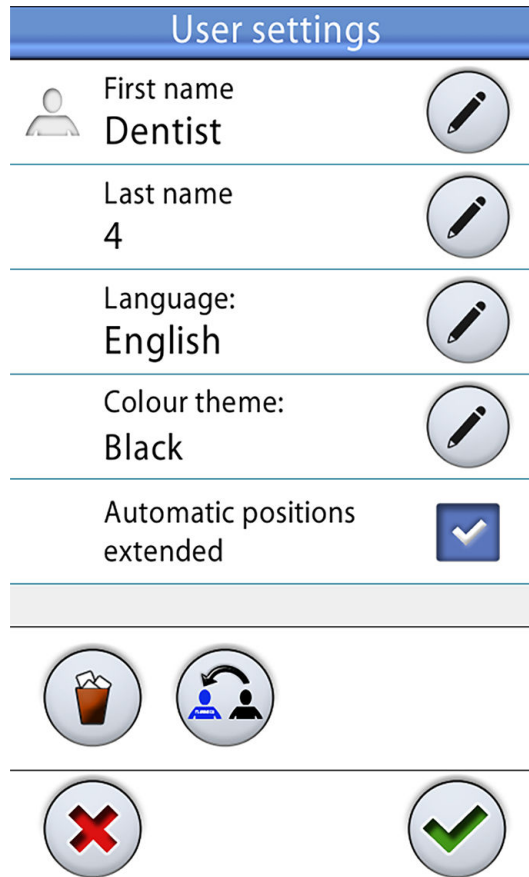 User settings
First name
Dentist
Last name
4
Language:
English
Colour theme:
Black
Automatic positions
extended